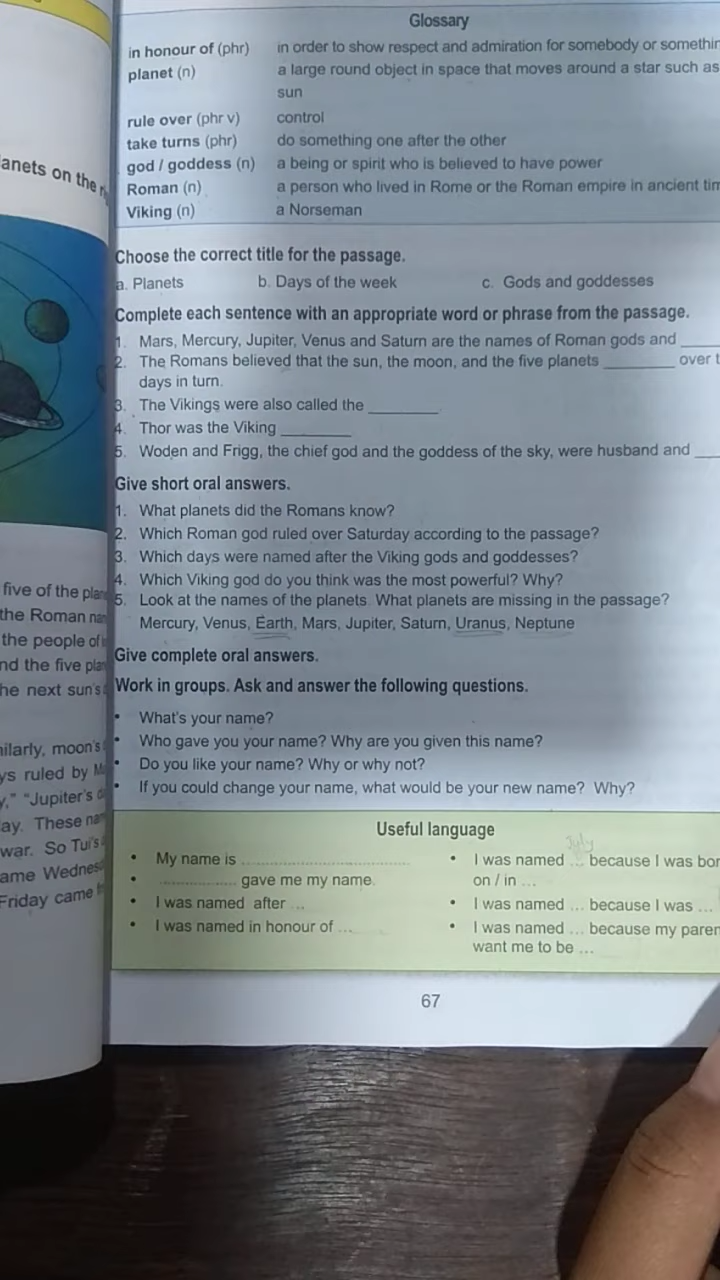 anets on the
five of the
the Roman
the people of
nd the five
he next sun's
nilarly, moon's
ys ruled by
y," "Jupiter's
ay. These
war. So Tui's
ame
Friday came
Glossary
in honour of (phr) in order to show respect and admiration for somebody or somethin
planet (n) a large round object in space that moves around a star such as
sun
rule over (phr v) control
take turns (phr) do something one after the other
god / goddess (n) a being or spirit who is believed to have power
Roman (n) a person who lived in Rome or the Roman empire in ancient tim
Viking (n) a Norseman
Choose the correct title for the passage.
a. Planets b. Days of the week c. Gods and goddesses
Complete each sentence with an appropriate word or phrase from the passage.
1. Mars, Mercury, Jupiter, Venus and Saturn are the names of Roman gods and ____
2. The Romans believed that the sun, the moon, and the five planets ________ over t
days in turn.
3. The Vikings were also called the ________
4. Thor was the Viking ________
5. Woden and Frigg, the chief god and the goddess of the sky, were husband and ___
Give short oral answers.
1. What planets did the Romans know?
2. Which Roman god ruled over Saturday according to the passage?
3. Which days were named after the Viking gods and goddesses?
4. Which Viking god do you think was the most powerful? Why?
5. Look at the names of the planets. What planets are missing in the passage?
Mercury, Venus, Earth, Mars, Jupiter, Saturn, Uranus, Neptune
Give complete oral answers.
Work in groups. Ask and answer the following questions.
• What's your name?
• Who gave you your name? Why are you given this name?
• Do you like your name? Why or why not?
• If you could change your name, what would be your new name? Why?
Useful language
• My name is ..........................................
• ................... gave me my name.
• I was named after ...
• I was named in honour of ...
July
• I was named ... because I was bor
on / in ...
• I was named ... because I was ...
• I was named ... because my paren
want me to be ...
67